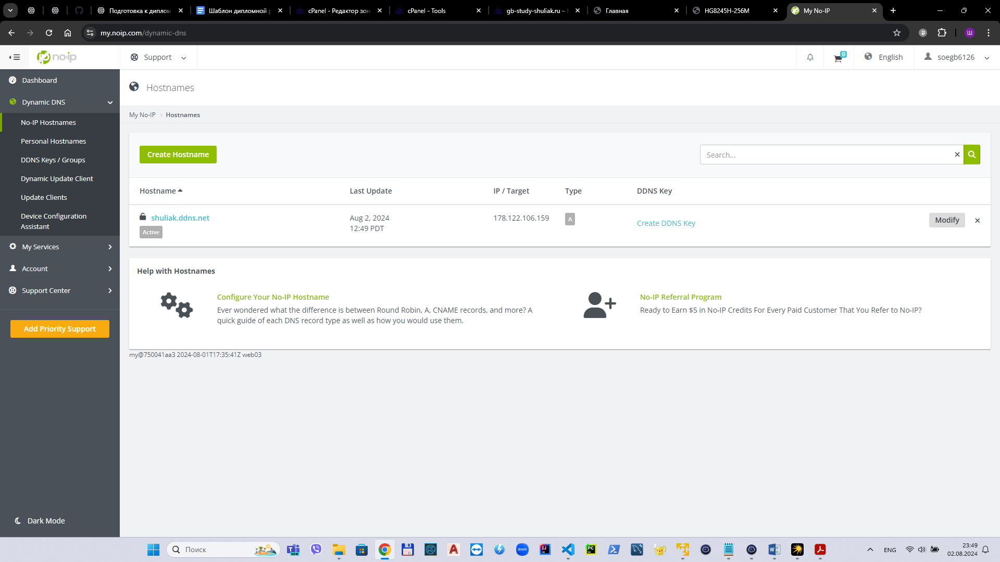 Подготовка к диплом
Шаблон дипломной р
cPanel - Редактор зон
cPanel - Tools
gb-study-shuliak.ru –
Главная
HG8245H-256M
My No-IP
my.noip.com/dynamic-dns
Ш
no-ip
Support
0
English
soegb6126
Dashboard
Dynamic DNS
No-IP Hostnames
Personal Hostnames
DDNS Keys / Groups
Dynamic Update Client
Update Clients
Device Configuration
Assistant
My Services
Account
Support Center
Add Priority Support
Dark Mode
Hostnames
My No-IP
Hostnames
Create Hostname
Search...
Hostname
Last Update
IP / Target
Type
DDNS Key
shuliak.ddns.net
Active
Aug 2, 2024
12:49 PDT
178.122.106.159
A
Create DDNS Key
Modify
Help with Hostnames
Configure Your No-IP Hostname
Ever wondered what the difference is between Round Robin, A, CNAME records, and more? A
quick guide of each DNS record type as well as how you would use them.
No-IP Referral Program
Ready to Earn $5 in No-IP Credits For Every Paid Customer That You Refer to No-IP?
my@750041aa3 2024-08-01T17:35:41Z web03
Поиск
NEW
zoom
IJ
PC
ENG
23:49
02.08.2024